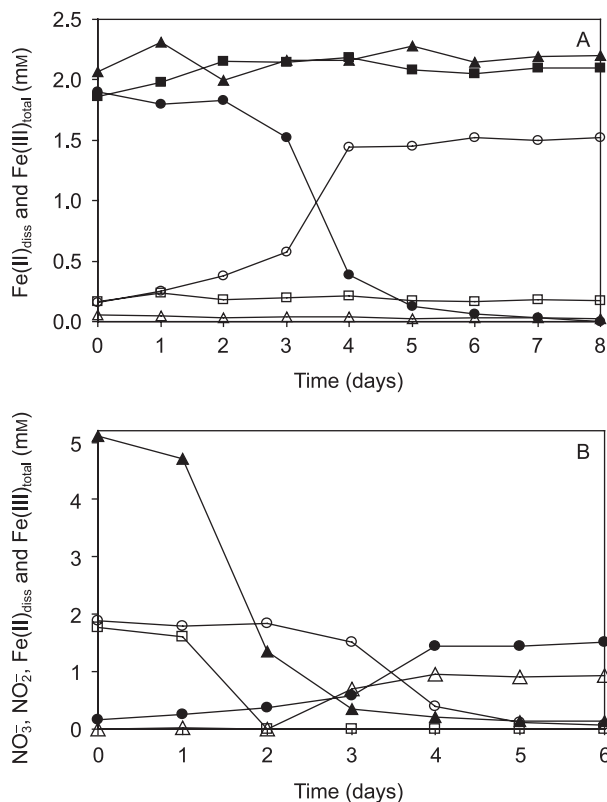 A
Fe(II)diss and Fe(III)total (mM)
2.5
2.0
1.5
1.0
0.5
0.0
0 1 2 3 4 5 6 7 8
Time (days)
B
NO3−, NO2−, Fe(II)diss and Fe(III)total (mM)
5
4
3
2
1
0
0 1 2 3 4 5 6
Time (days)